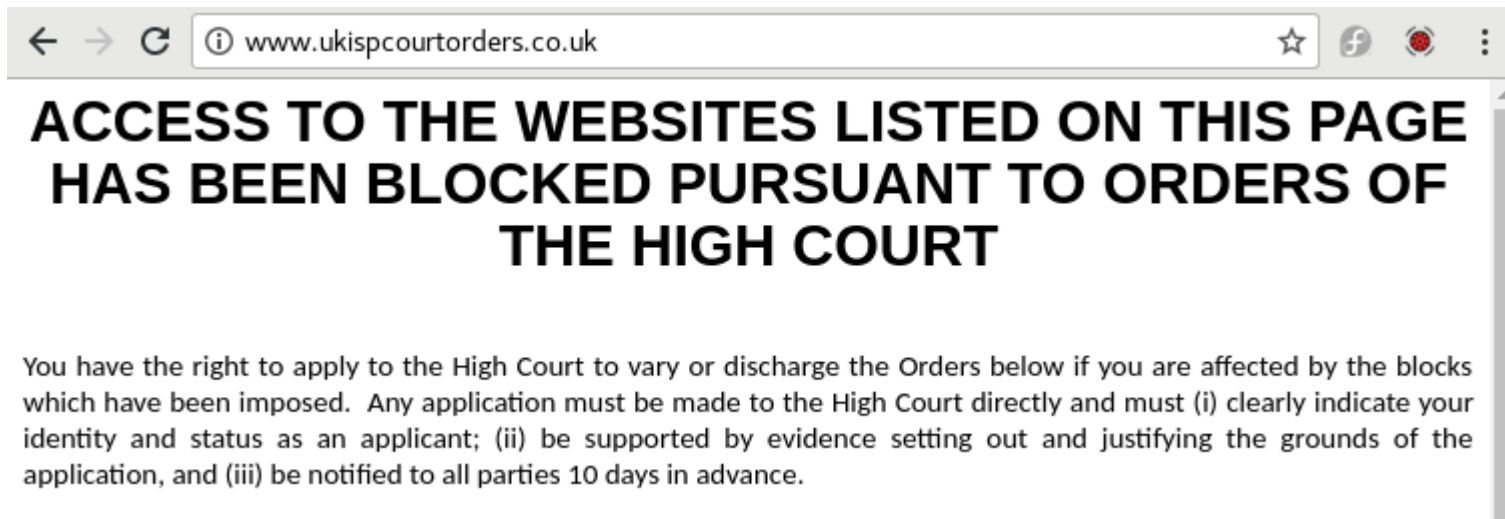 www.ukispcourtorders.co.uk
ACCESS TO THE WEBSITES LISTED ON THIS PAGE
HAS BEEN BLOCKED PURSUANT TO ORDERS OF
THE HIGH COURT
You have the right to apply to the High Court to vary or discharge the Orders below if you are affected by the blocks
which have been imposed.  Any application must be made to the High Court directly and must (i) clearly indicate your
identity and status as an applicant; (ii) be supported by evidence setting out and justifying the grounds of the
application, and (iii) be notified to all parties 10 days in advance.